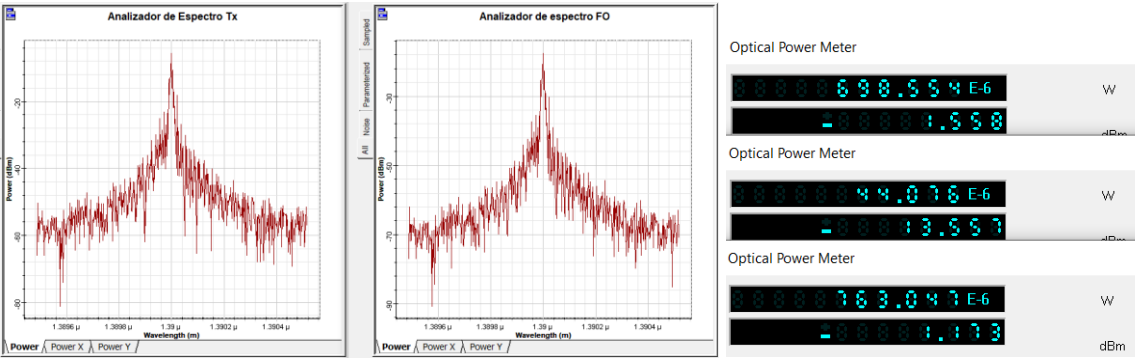 Analizador de Espectro Tx
Power (dBm)
-20
-40
-60
-80
1.3896 µ
1.3898 µ
1.39 µ
1.3902 µ
1.3904 µ
Wavelength (m)
Power
Power X
Power Y
Sampled
Parameterized
Noise
All
Analizador de espectro FO
Power (dBm)
-30
-50
-70
-90
1.3896 µ
1.3898 µ
1.39 µ
1.3902 µ
1.3904 µ
Wavelength (m)
Power
Power X
Power Y
Optical Power Meter
698.554 E-6 W
-1.558 dBm
Optical Power Meter
44.076 E-6 W
-13.557 dBm
Optical Power Meter
763.047 E-6 W
-1.173 dBm